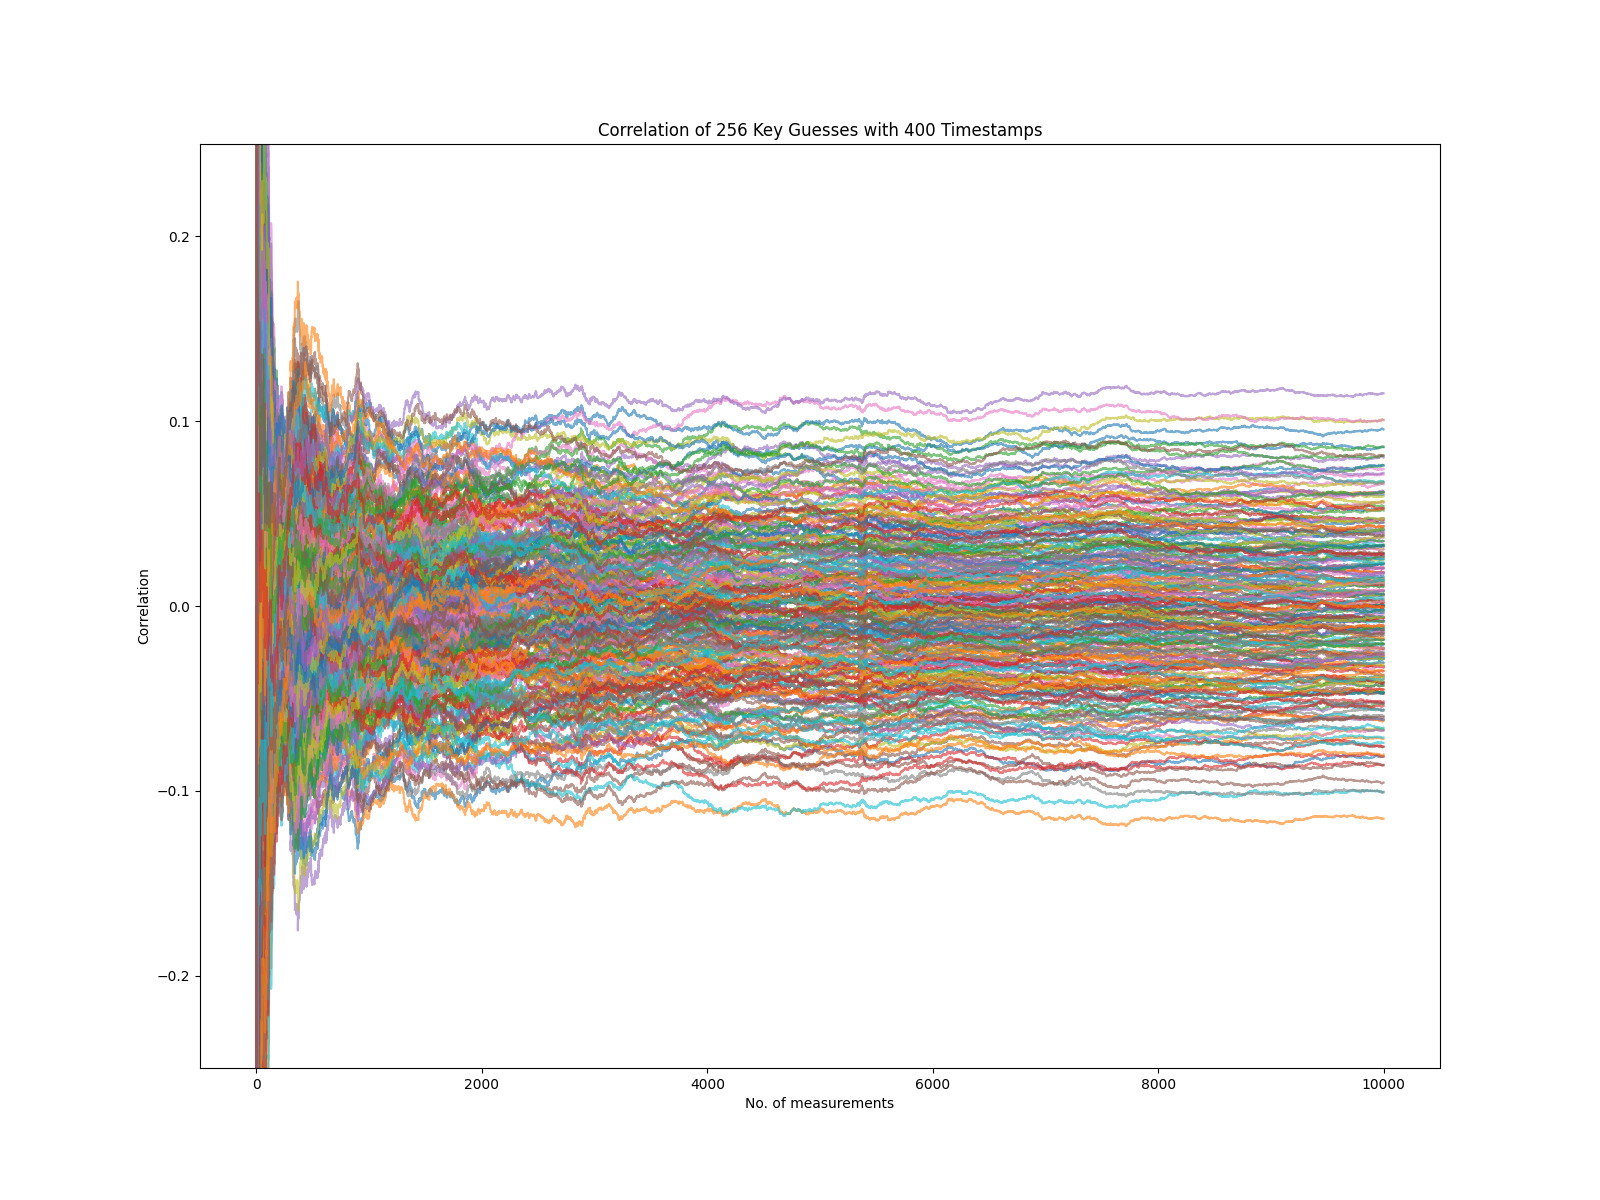 Correlation of 256 Key Guesses with 400 Timestamps
0.2
0.1
0.0
−0.1
−0.2
Correlation
0 2000 4000 6000 8000 10000
No. of measurements